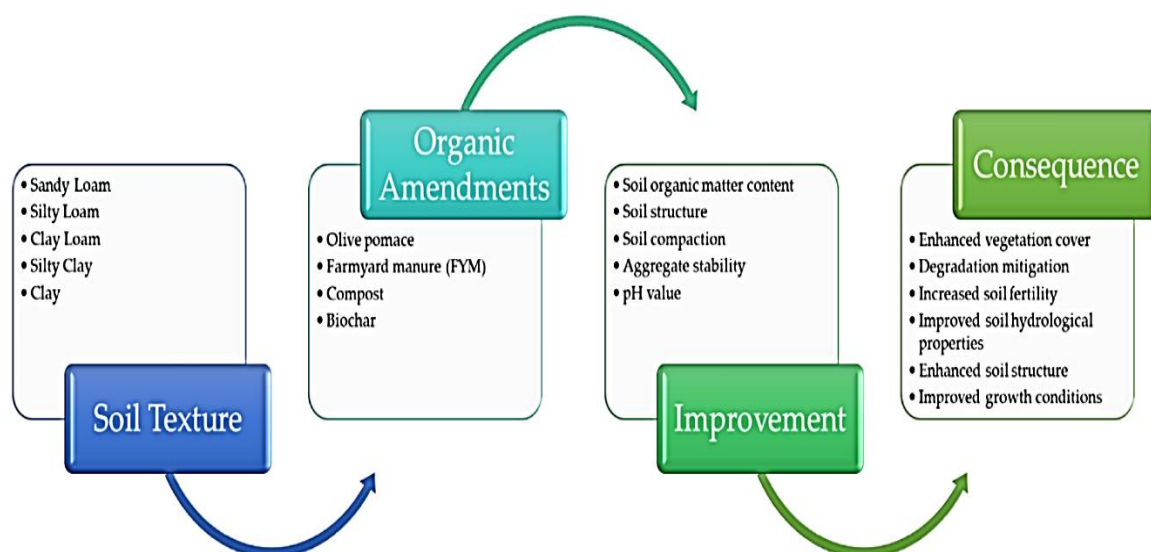 • Sandy Loam
• Silty Loam
• Clay Loam
• Silty Clay
• Clay
Soil Texture
Organic
Amendments
• Olive pomace
• Farmyard manure (FYM)
• Compost
• Biochar
• Soil organic matter content
• Soil structure
• Soil compaction
• Aggregate stability
• pH value
Improvement
Consequence
• Enhanced vegetation cover
• Degradation mitigation
• Increased soil fertility
• Improved soil hydrological
properties
• Enhanced soil structure
• Improved growth conditions